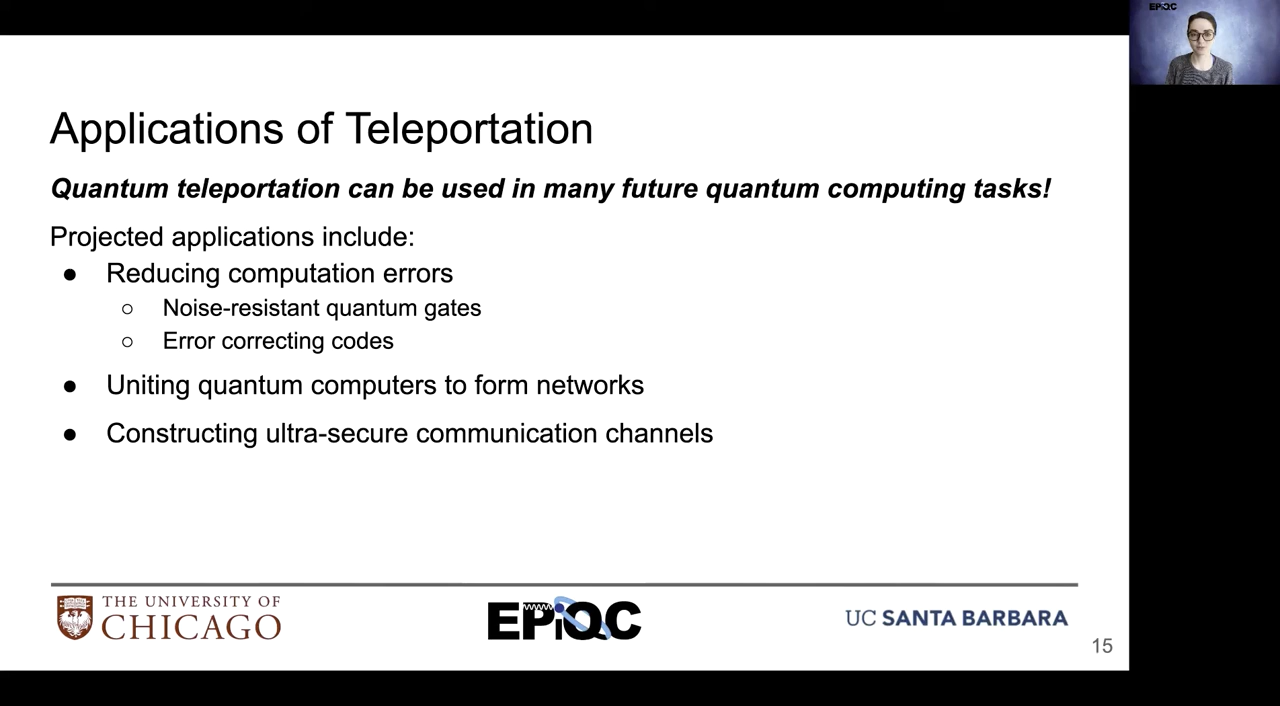 EPiQC
Applications of Teleportation
Quantum teleportation can be used in many future quantum computing tasks!
Projected applications include:
● Reducing computation errors
○ Noise-resistant quantum gates
○ Error correcting codes
● Uniting quantum computers to form networks
● Constructing ultra-secure communication channels
THE UNIVERSITY OF
CHICAGO
EPiQC
UC SANTA BARBARA
15